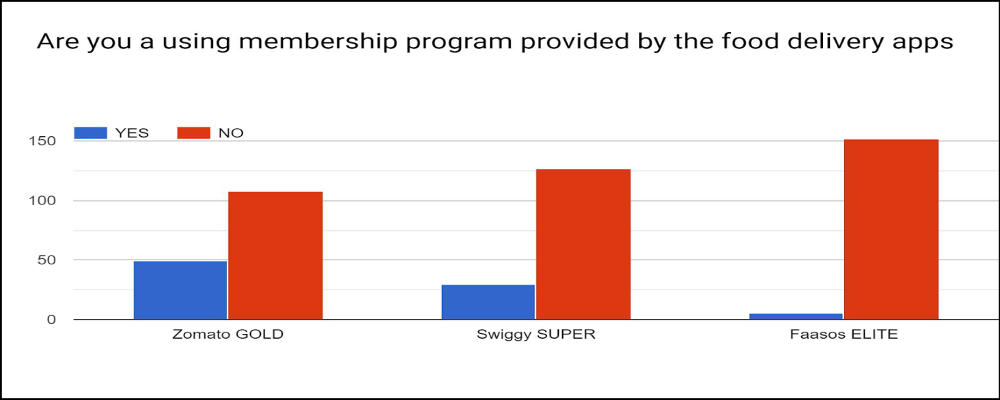 Are you a using membership program provided by the food delivery apps
YES NO
150
100
50
0
Zomato GOLD Swiggy SUPER Faasos ELITE